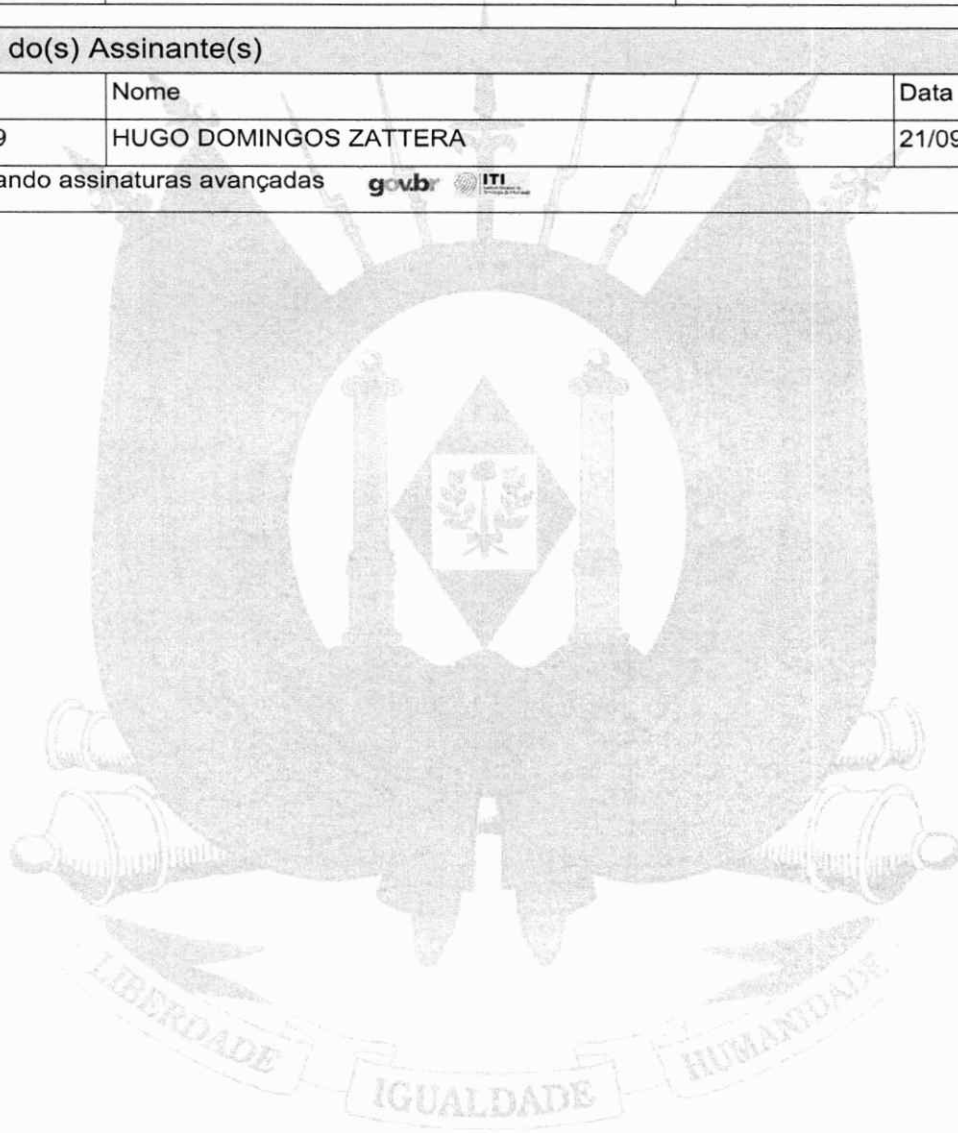 do(s) Assinante(s)
Nome Data
9 HUGO DOMINGOS ZATTERA 21/09
ando assinaturas avançadas gov.br ITI
LIBERDADE IGUALDADE HUMANIDADE